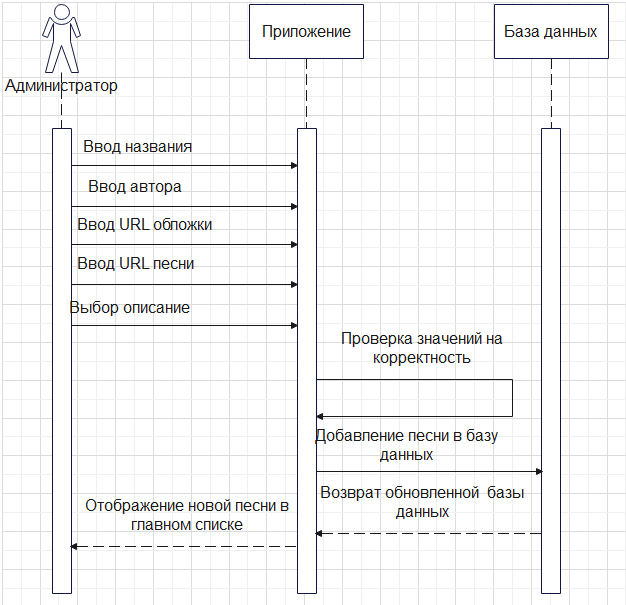 Администратор
Приложение
База данных
Ввод названия
Ввод автора
Ввод URL обложки
Ввод URL песни
Выбор описание
Проверка значений на
корректность
Добавление песни в базу
данных
Возврат обновленной базы
данных
Отображение новой песни в
главном списке